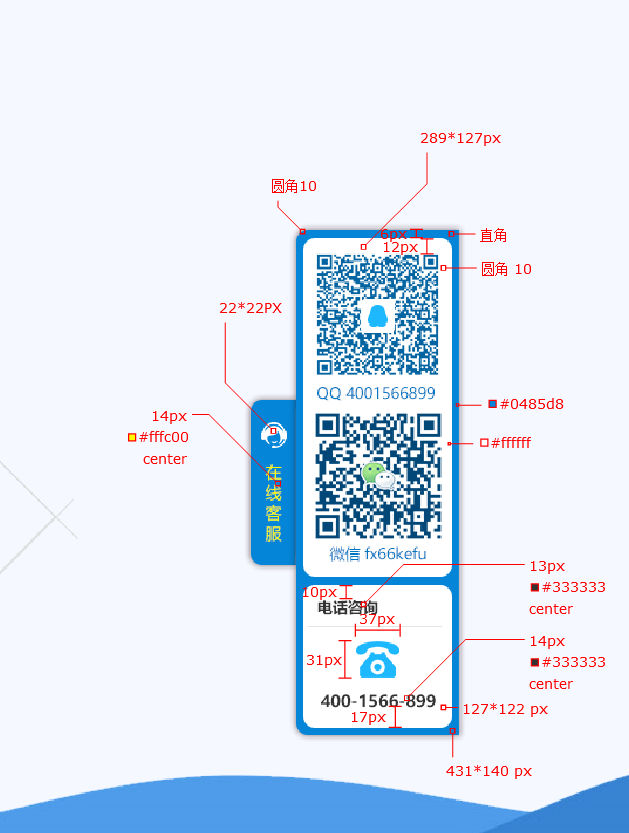 289*127px
圆角10
6px
直角
12px
圆角 10
22*22PX
QQ 4001566899
#0485d8
14px
#fffc00
center
#ffffff
在线客服
微信 fx66kefu
13px
#333333
center
10px
电话咨询
37px
14px
#333333
center
31px
400-1566-899
127*122 px
17px
431*140 px